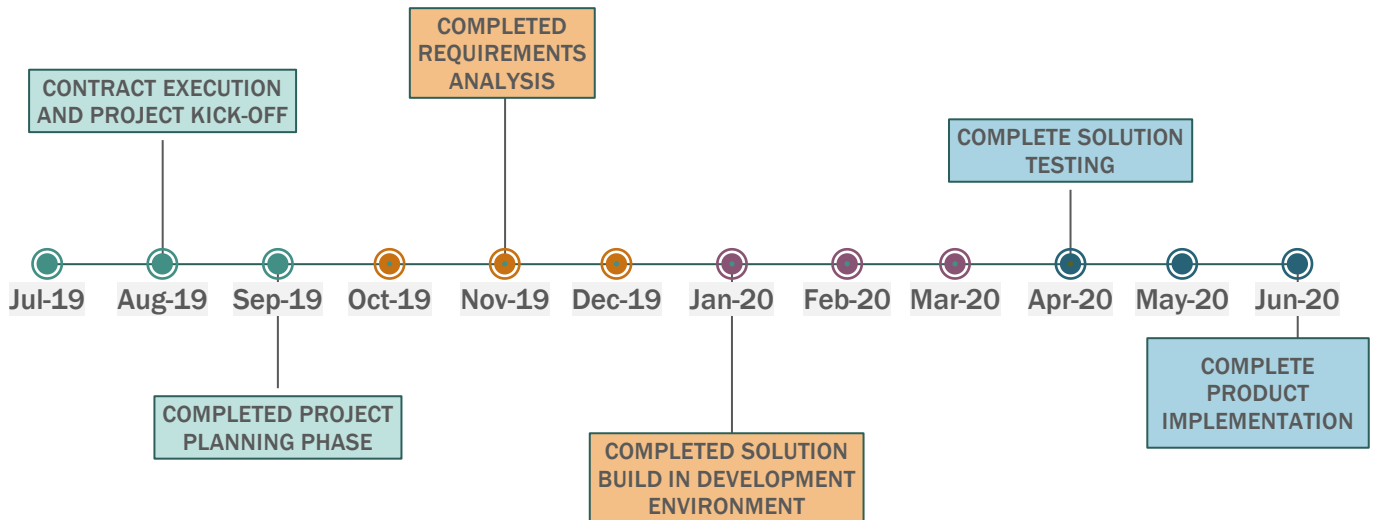 COMPLETED
REQUIREMENTS
ANALYSIS
CONTRACT EXECUTION
AND PROJECT KICK-OFF
COMPLETE SOLUTION
TESTING
Jul-19 Aug-19 Sep-19 Oct-19 Nov-19 Dec-19 Jan-20 Feb-20 Mar-20 Apr-20 May-20 Jun-20
COMPLETE
PRODUCT
IMPLEMENTATION
COMPLETED PROJECT
PLANNING PHASE
COMPLETED SOLUTION
BUILD IN DEVELOPMENT
ENVIRONMENT